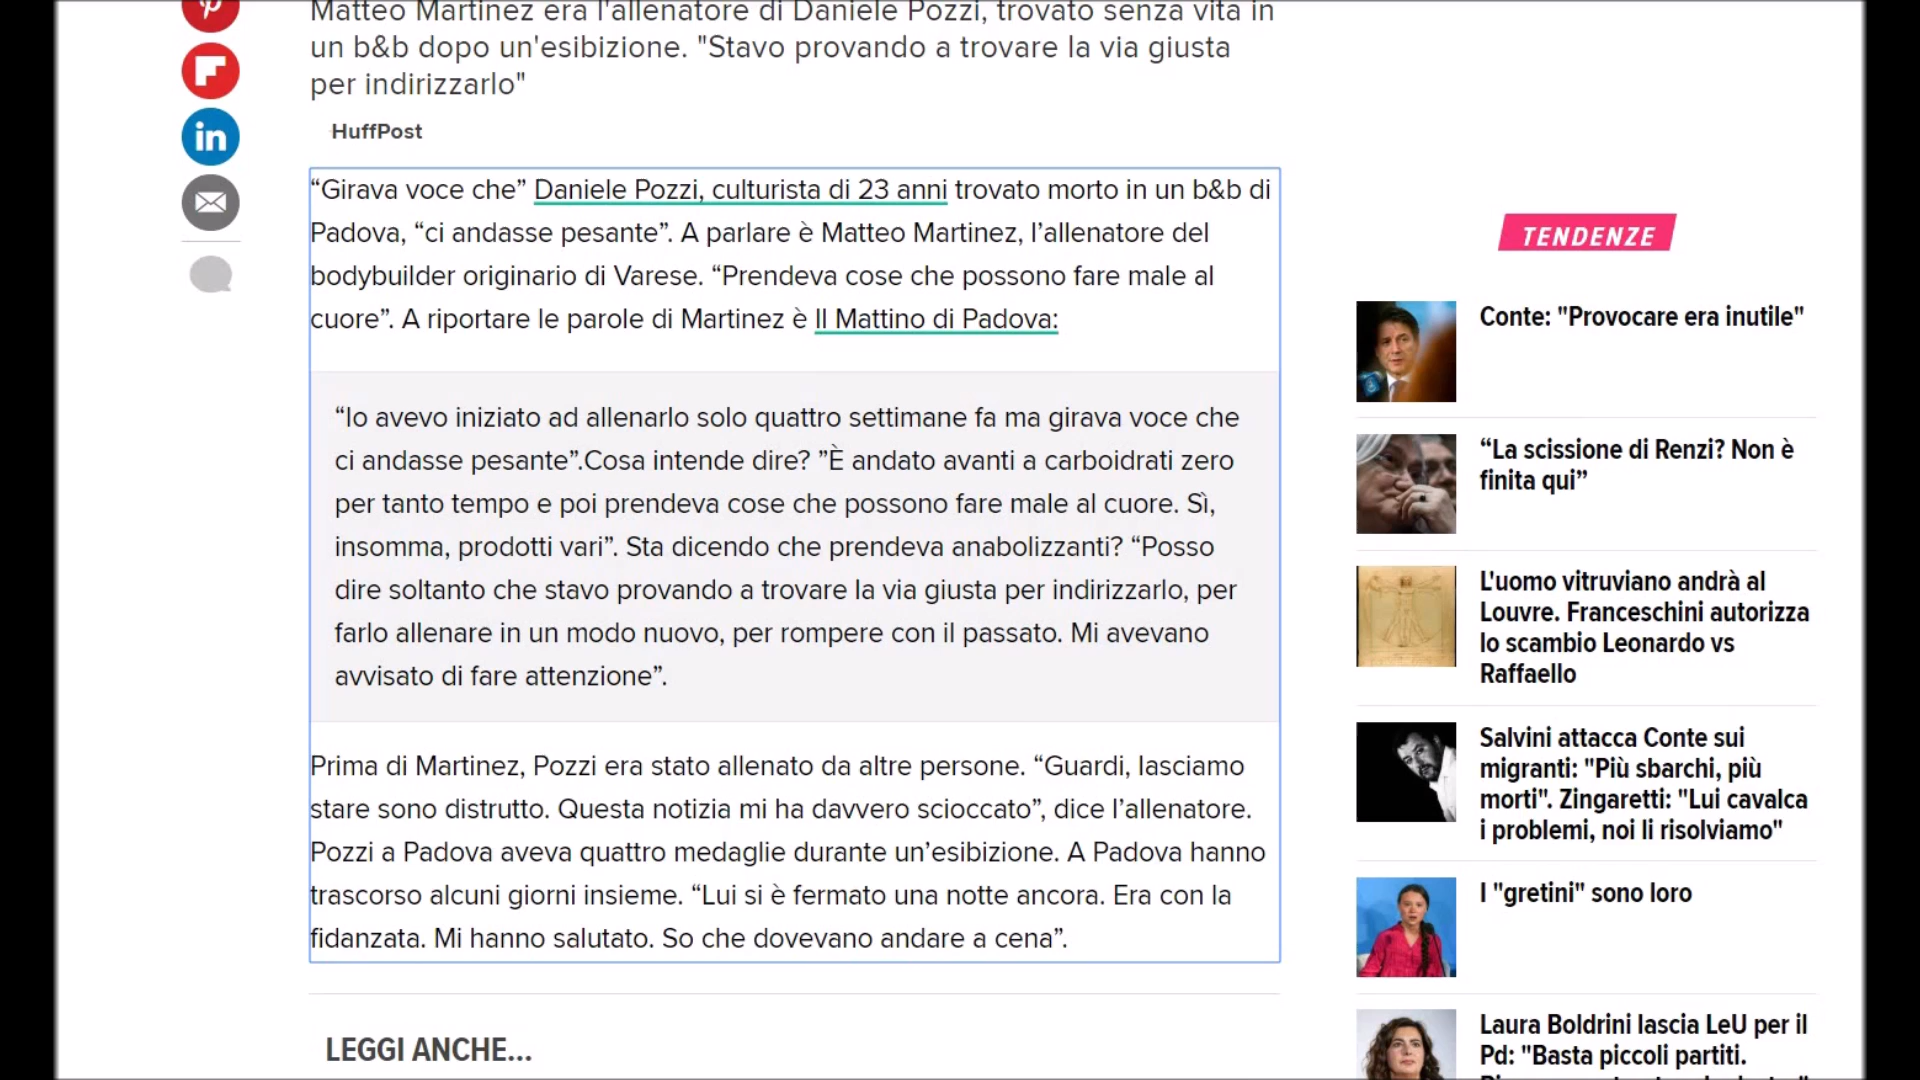 Matteo Martinez era l'allenatore di Daniele Pozzi, trovato senza vita in
un b&b dopo un'esibizione. "Stavo provando a trovare la via giusta
per indirizzarlo"
HuffPost
“Girava voce che” Daniele Pozzi, culturista di 23 anni trovato morto in un b&b di
Padova, “ci andasse pesante”. A parlare è Matteo Martinez, l’allenatore del
bodybuilder originario di Varese. “Prendeva cose che possono fare male al
cuore”. A riportare le parole di Martinez è Il Mattino di Padova:
“Io avevo iniziato ad allenarlo solo quattro settimane fa ma girava voce che
ci andasse pesante”.Cosa intende dire? ”È andato avanti a carboidrati zero
per tanto tempo e poi prendeva cose che possono fare male al cuore. Sì,
insomma, prodotti vari”. Sta dicendo che prendeva anabolizzanti? “Posso
dire soltanto che stavo provando a trovare la via giusta per indirizzarlo, per
farlo allenare in un modo nuovo, per rompere con il passato. Mi avevano
avvisato di fare attenzione”.
Prima di Martinez, Pozzi era stato allenato da altre persone. “Guardi, lasciamo
stare sono distrutto. Questa notizia mi ha davvero scioccato”, dice l’allenatore.
Pozzi a Padova aveva quattro medaglie durante un’esibizione. A Padova hanno
trascorso alcuni giorni insieme. “Lui si è fermato una notte ancora. Era con la
fidanzata. Mi hanno salutato. So che dovevano andare a cena”.
LEGGI ANCHE...
TENDENZE
Conte: "Provocare era inutile"
“La scissione di Renzi? Non è
finita qui”
L'uomo vitruviano andrà al
Louvre. Franceschini autorizza
lo scambio Leonardo vs
Raffaello
Salvini attacca Conte sui
migranti: "Più sbarchi, più
morti". Zingaretti: "Lui cavalca
i problemi, noi li risolviamo"
I "gretini" sono loro
Laura Boldrini lascia LeU per il
Pd: "Basta piccoli partiti.